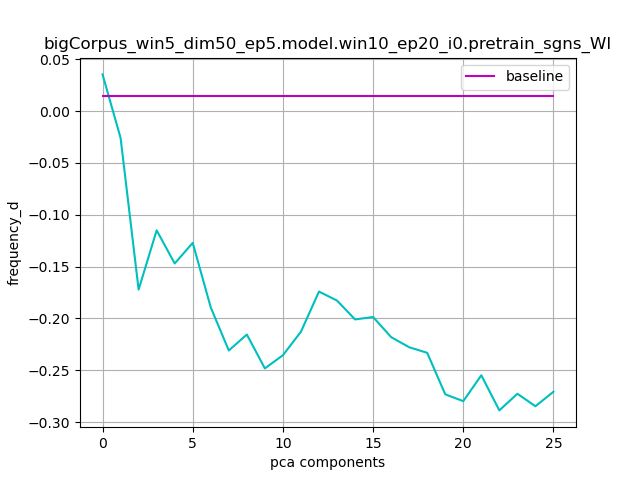 bigCorpus_win5_dim50_ep5.model.win10_ep20_i0.pretrain_sgns_WI
baseline
0.05
0.00
−0.05
−0.10
−0.15
−0.20
−0.25
−0.30
frequency_d
0 5 10 15 20 25
pca components